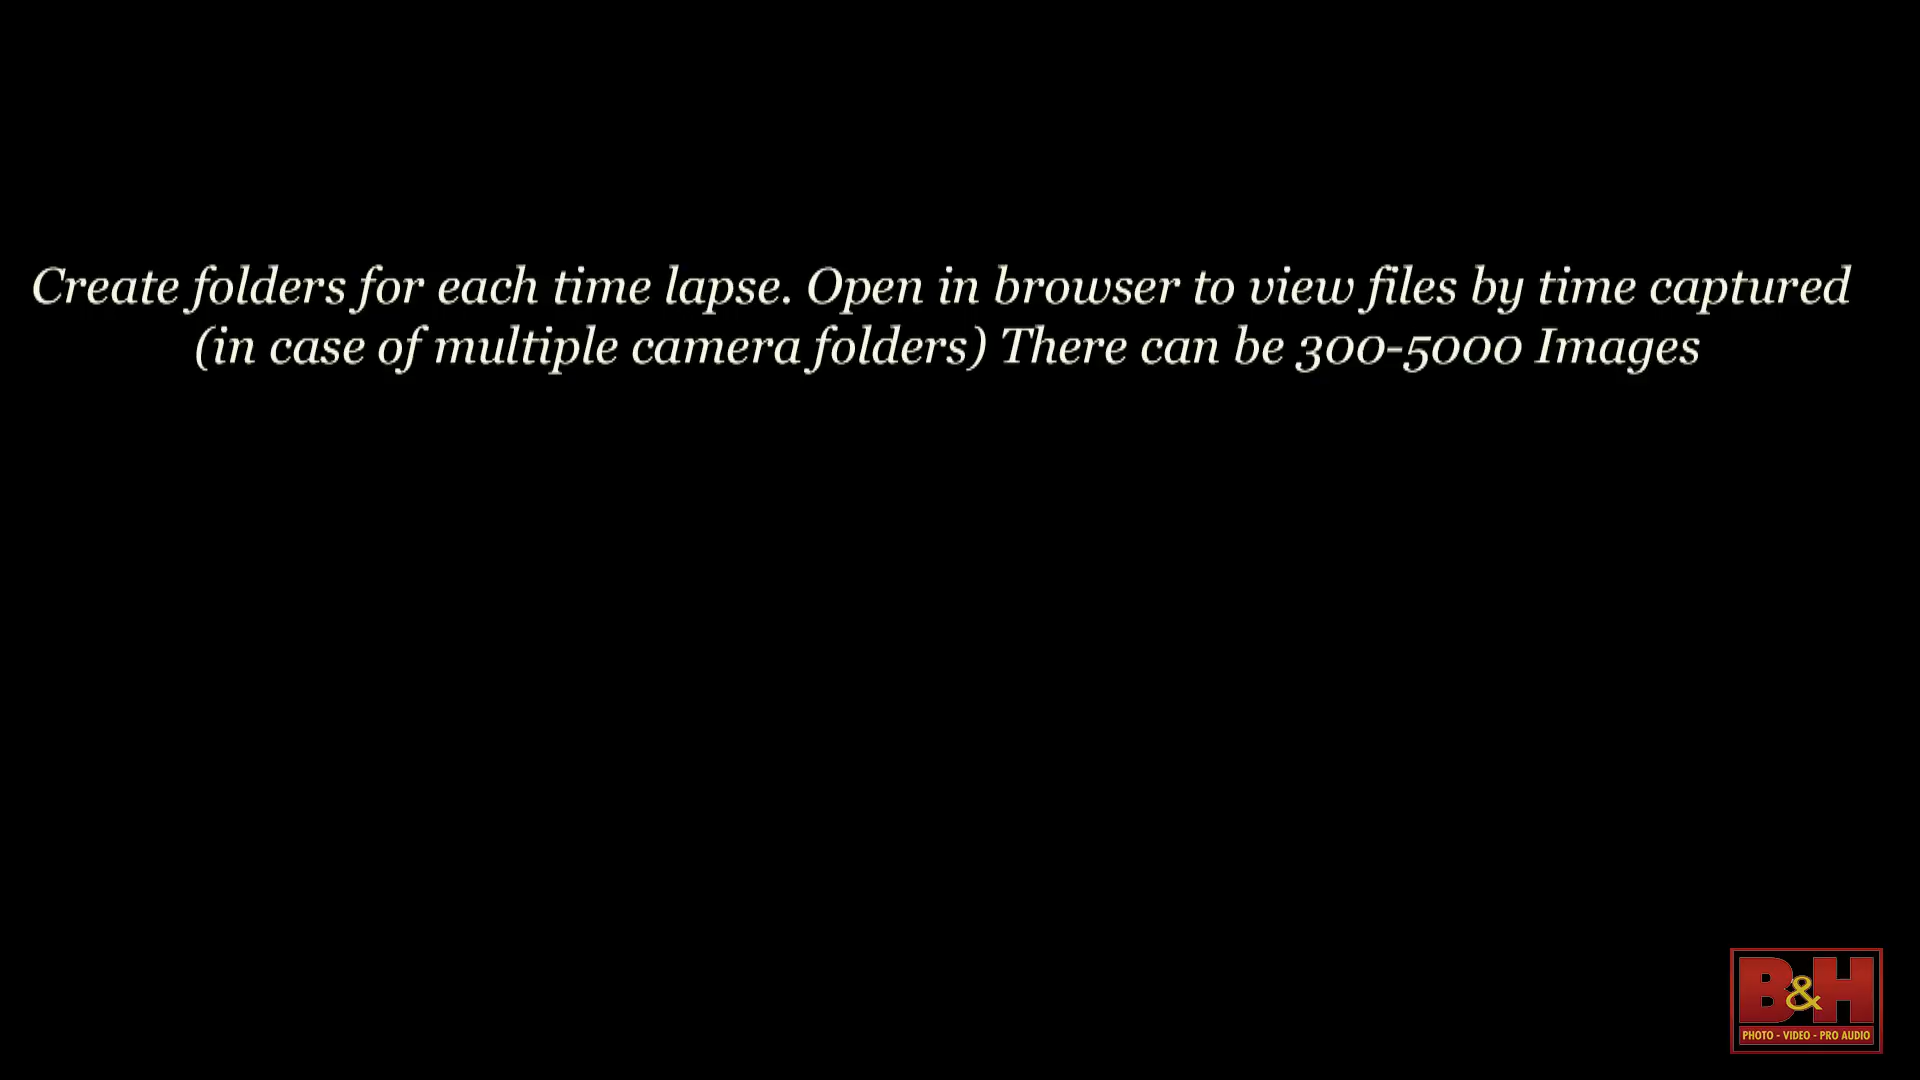 Create folders for each time lapse. Open in browser to view files by time captured
(in case of multiple camera folders) There can be 300-5000 Images
B&H
PHOTO - VIDEO - PRO AUDIO